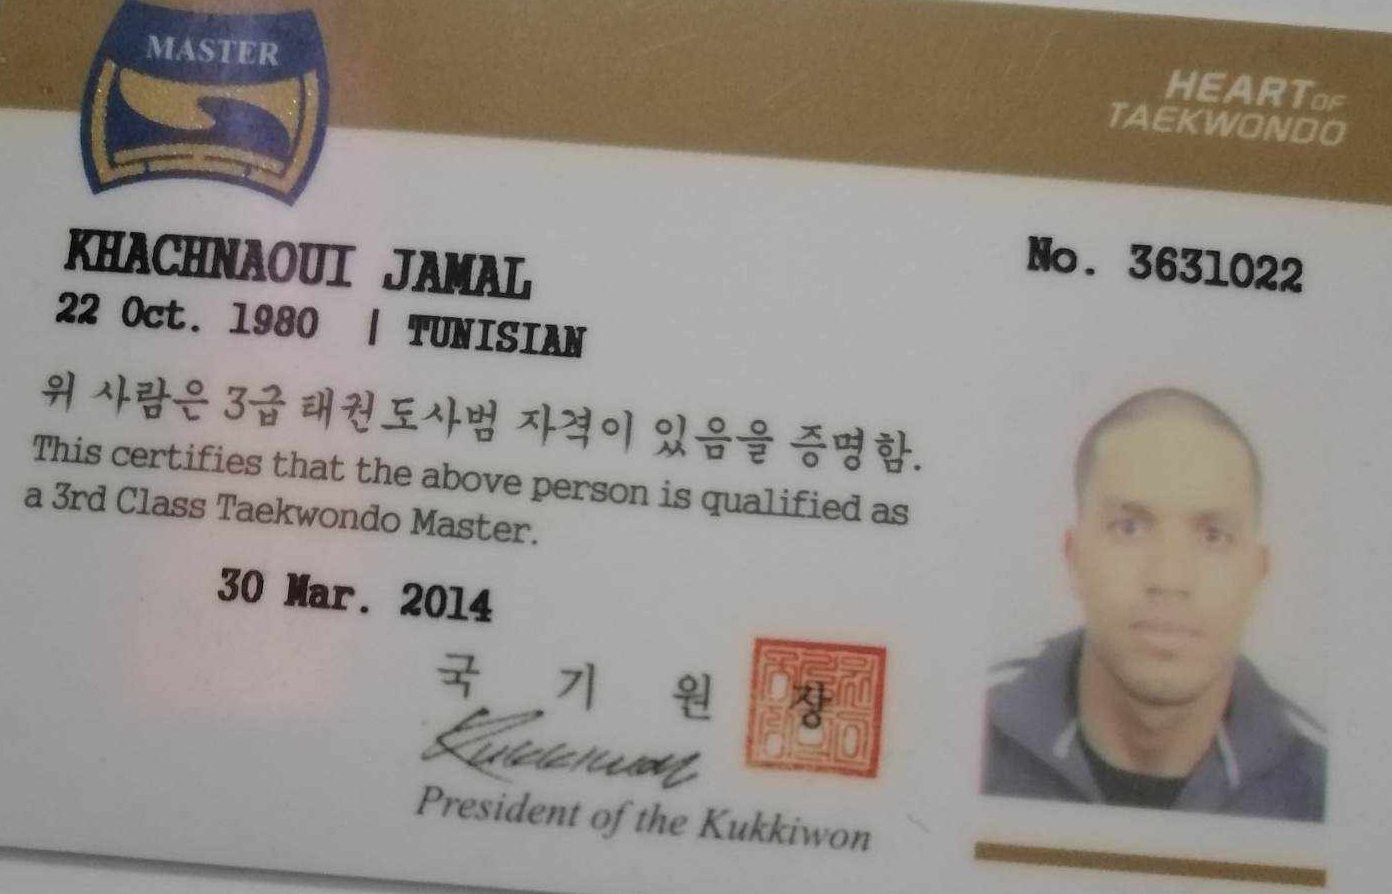 MASTER
HEART OF
TAEKWONDO
KHACHNAOUI JAMAL
No. 3631022
22 Oct. 1980 | TUNISIAN
위 사람은 3급 태권도사범 자격이 있음을 증명함.
This certifies that the above person is qualified as
a 3rd Class Taekwondo Master.
30 Mar. 2014
국 기 원 장
Kukkiwon
President of the Kukkiwon